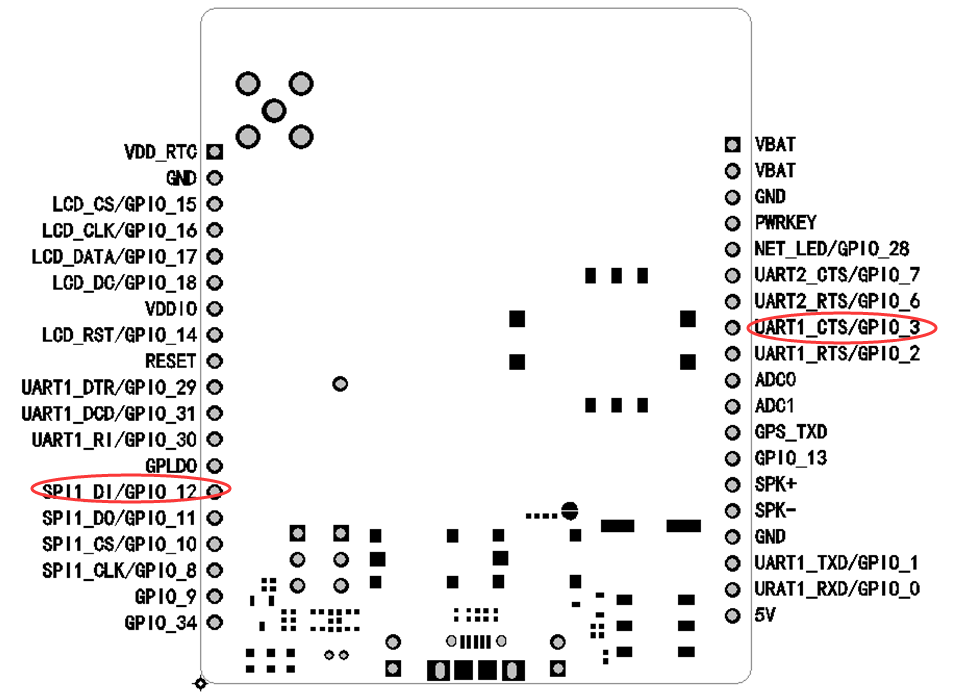 VDD_RTC
GND
LCD_CS/GPIO_15
LCD_CLK/GPIO_16
LCD_DATA/GPIO_17
LCD_DC/GPIO_18
VDDIO
LCD_RST/GPIO_14
RESET
UART1_DTR/GPIO_29
UART1_DCD/GPIO_31
UART1_RI/GPIO_30
GPLDO
SPI1_DI/GPIO_12
SPI1_DO/GPIO_11
SPI1_CS/GPIO_10
SPI1_CLK/GPIO_8
GPIO_9
GPIO_34
VBAT
VBAT
GND
PWRKEY
NET_LED/GPIO_28
UART2_CTS/GPIO_7
UART2_RTS/GPIO_6
UART1_CTS/GPIO_3
UART1_RTS/GPIO_2
ADC0
ADC1
GPS_TXD
GPIO_13
SPK+
SPK-
GND
UART1_TXD/GPIO_1
URAT1_RXD/GPIO_0
5V